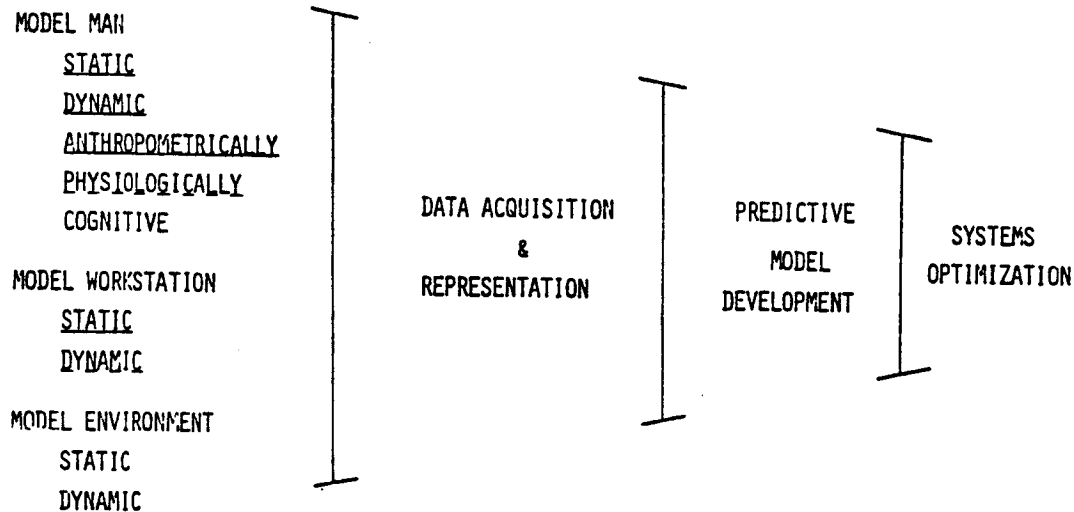 MODEL MAN
STATIC
DYNAMIC
ANTHROPOMETRICALLY
PHYSIOLOGICALLY
COGNITIVE
MODEL WORKSTATION
STATIC
DYNAMIC
MODEL ENVIRONMENT
STATIC
DYNAMIC
DATA ACQUISITION
&
REPRESENTATION
PREDICTIVE
MODEL
DEVELOPMENT
SYSTEMS
OPTIMIZATION